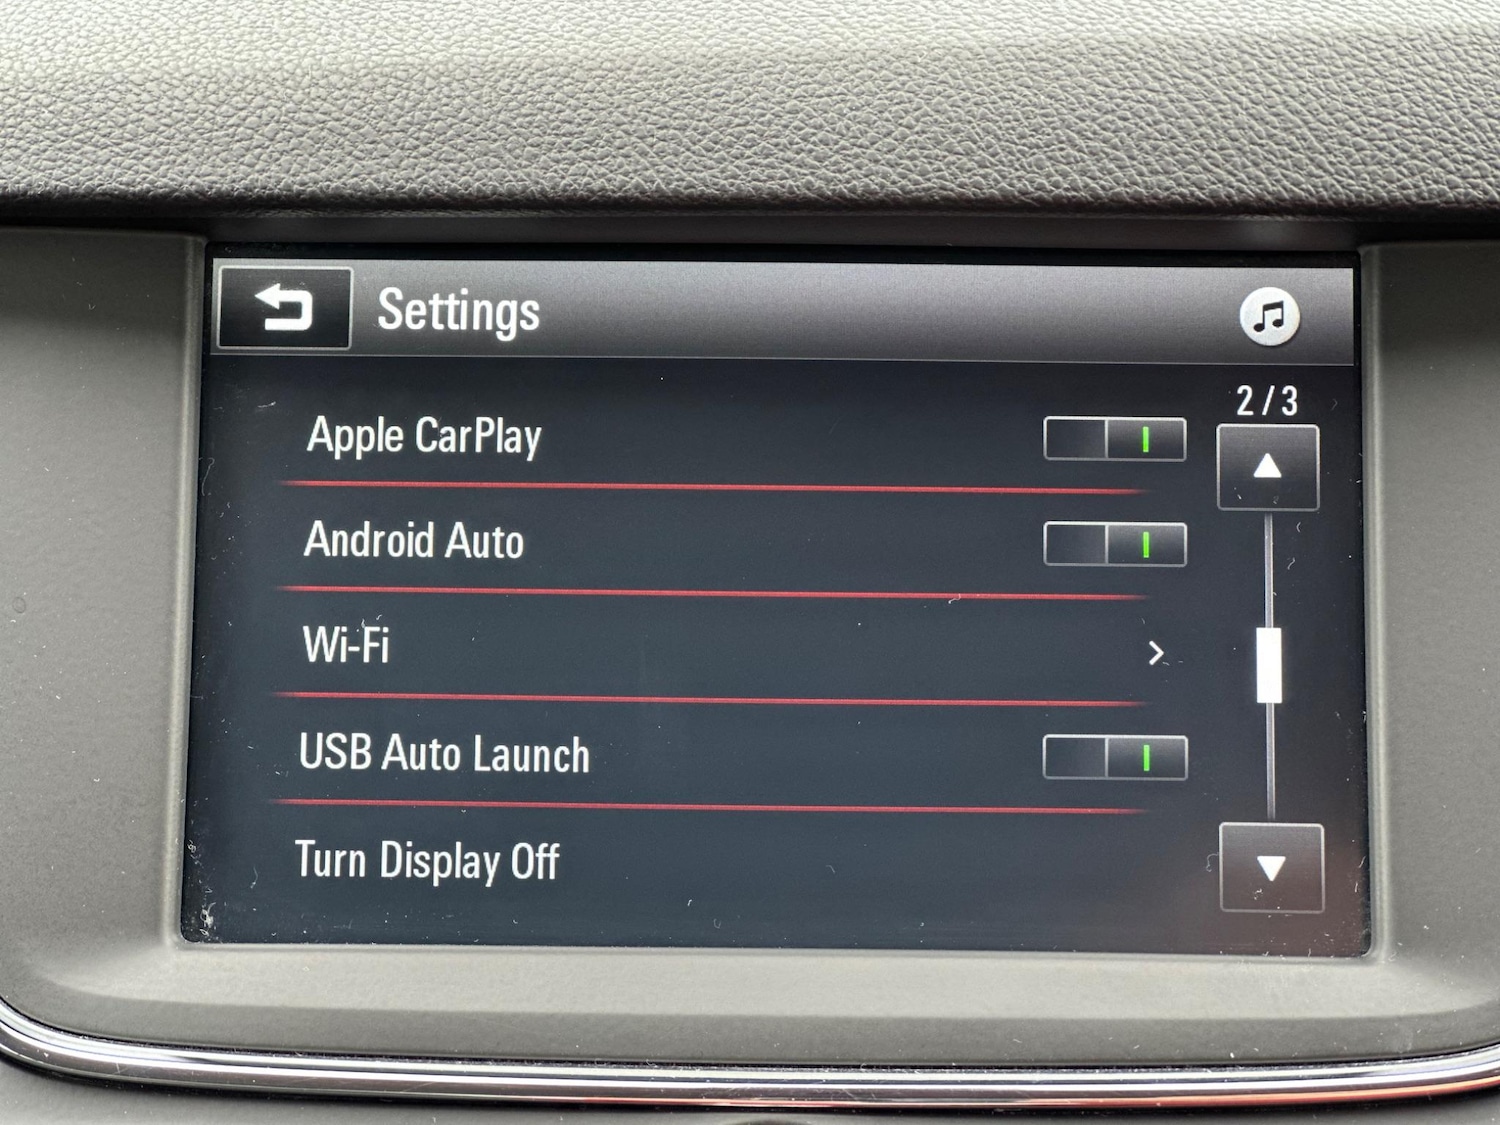 Settings
2/3
Apple CarPlay
Android Auto
Wi-Fi
USB Auto Launch
Turn Display Off